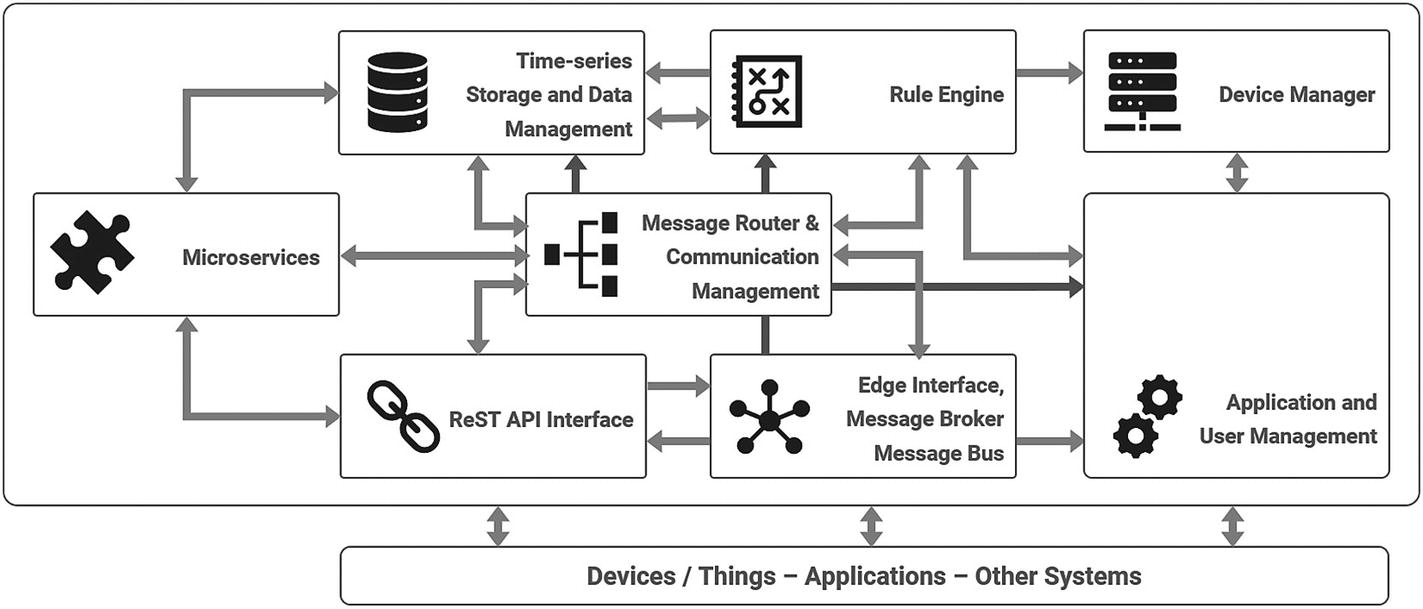 Time-series
Storage and Data
Management
Rule Engine
Device Manager
Microservices
Message Router &
Communication
Management
ReST API Interface
Edge Interface,
Message Broker
Message Bus
Application and
User Management
Devices / Things – Applications – Other Systems